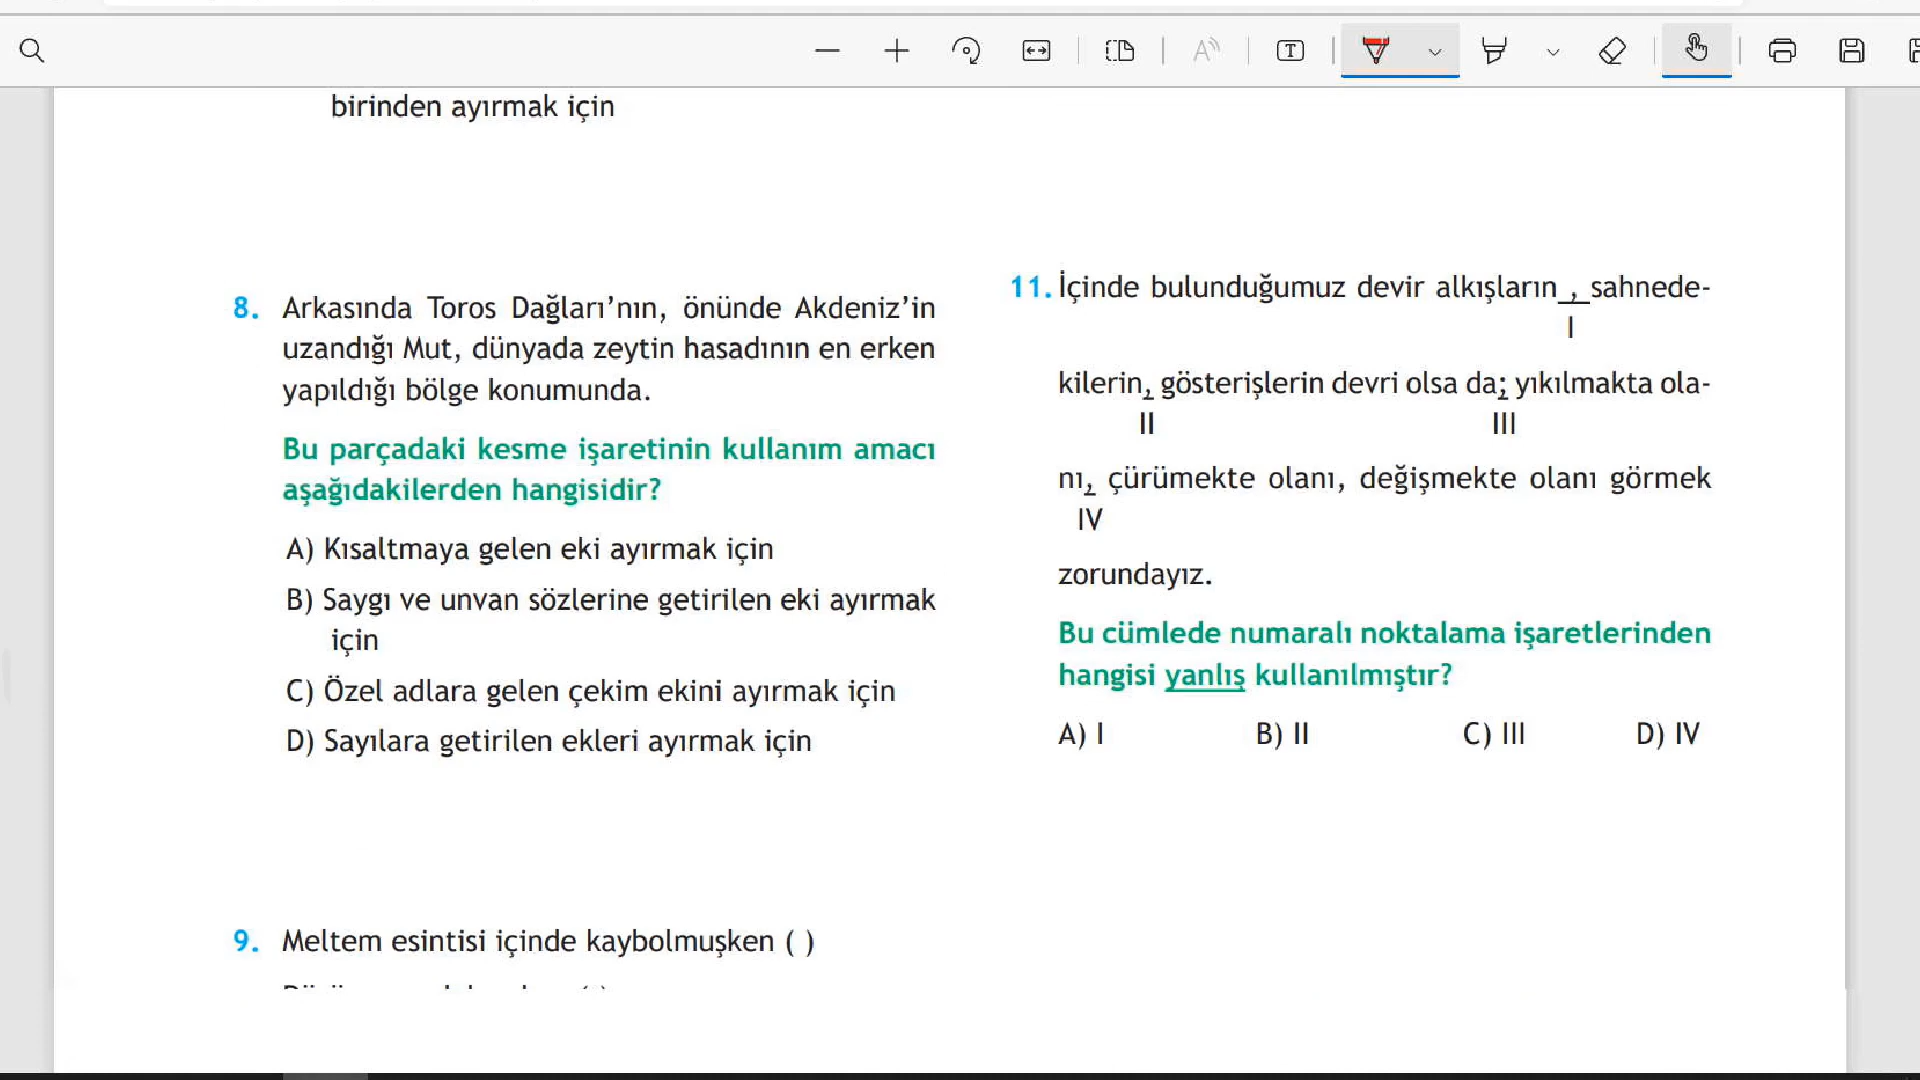 birinden ayırmak için
8. Arkasında Toros Dağları’nın, önünde Akdeniz’in
uzandığı Mut, dünyada zeytin hasadının en erken
yapıldığı bölge konumunda.
Bu parçadaki kesme işaretinin kullanım amacı
aşağıdakilerden hangisidir?
A) Kısaltmaya gelen eki ayırmak için
B) Saygı ve unvan sözlerine getirilen eki ayırmak
için
C) Özel adlara gelen çekim ekini ayırmak için
D) Sayılara getirilen ekleri ayırmak için
9. Meltem esintisi içinde kaybolmuşken ( )
11. İçinde bulunduğumuz devir alkışların , sahnede-
I
kilerin, gösterişlerin devri olsa da; yıkılmakta ola-
II III
nı, çürümekte olanı, değişmekte olanı görmek
IV
zorundayız.
Bu cümlede numaralı noktalama işaretlerinden
hangisi yanlış kullanılmıştır?
A) I B) II C) III D) IV